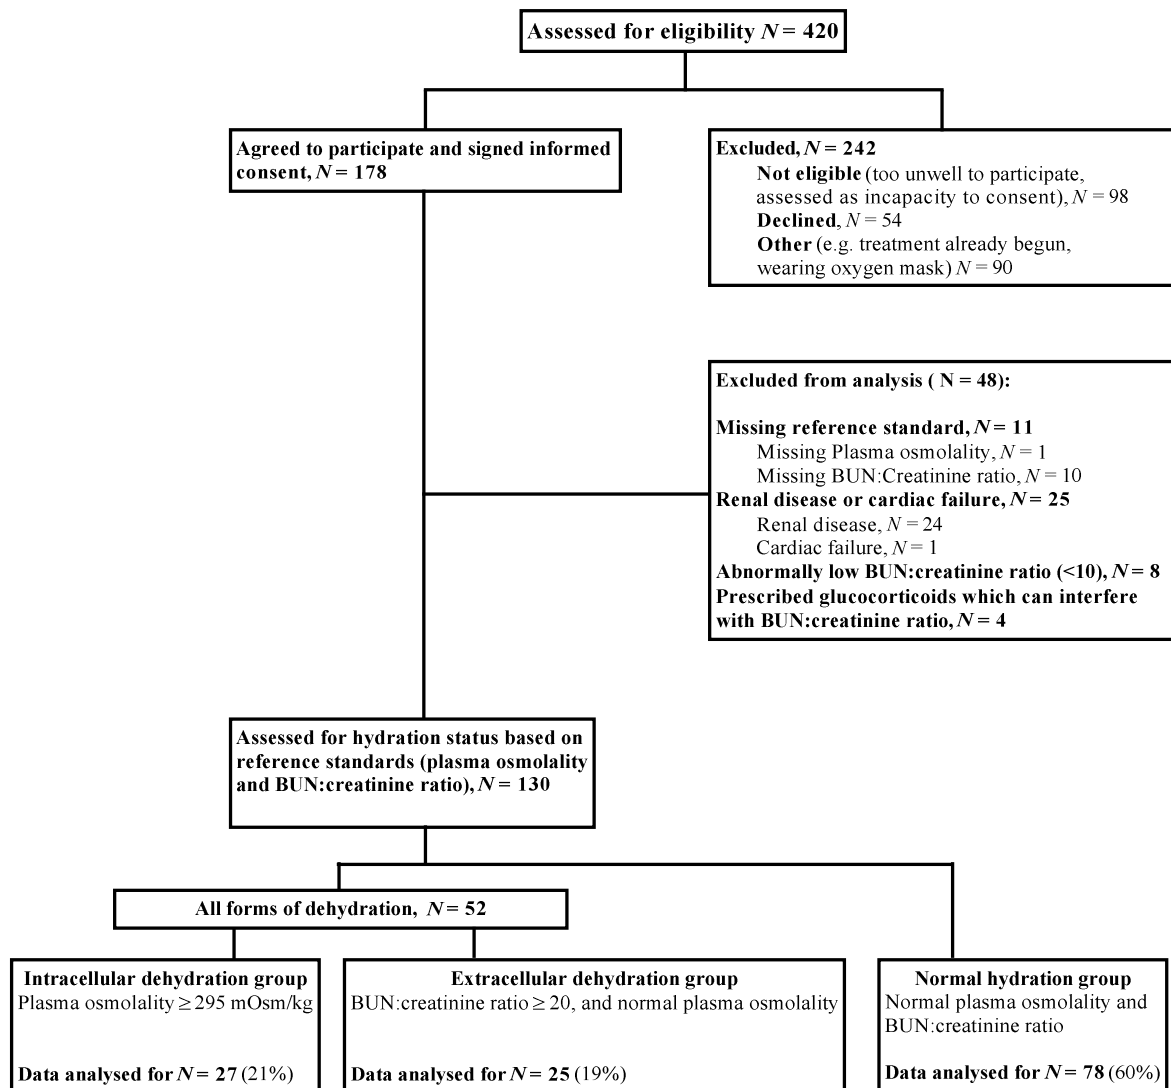 Assessed for eligibility N = 420
Agreed to participate and signed informed
consent, N = 178
Excluded, N = 242
Not eligible (too unwell to participate,
assessed as incapacity to consent), N = 98
Declined, N = 54
Other (e.g. treatment already begun,
wearing oxygen mask) N = 90
Excluded from analysis ( N = 48):
Missing reference standard, N = 11
Missing Plasma osmolality, N = 1
Missing BUN:Creatinine ratio, N = 10
Renal disease or cardiac failure, N = 25
Renal disease, N = 24
Cardiac failure, N = 1
Abnormally low BUN:creatinine ratio (<10), N = 8
Prescribed glucocorticoids which can interfere
with BUN:creatinine ratio, N = 4
Assessed for hydration status based on
reference standards (plasma osmolality
and BUN:creatinine ratio), N = 130
All forms of dehydration, N = 52
Intracellular dehydration group
Plasma osmolality ≥ 295 mOsm/kg
Data analysed for N = 27 (21%)
Extracellular dehydration group
BUN:creatinine ratio ≥ 20, and normal plasma osmolality
Data analysed for N = 25 (19%)
Normal hydration group
Normal plasma osmolality and
BUN:creatinine ratio
Data analysed for N = 78 (60%)